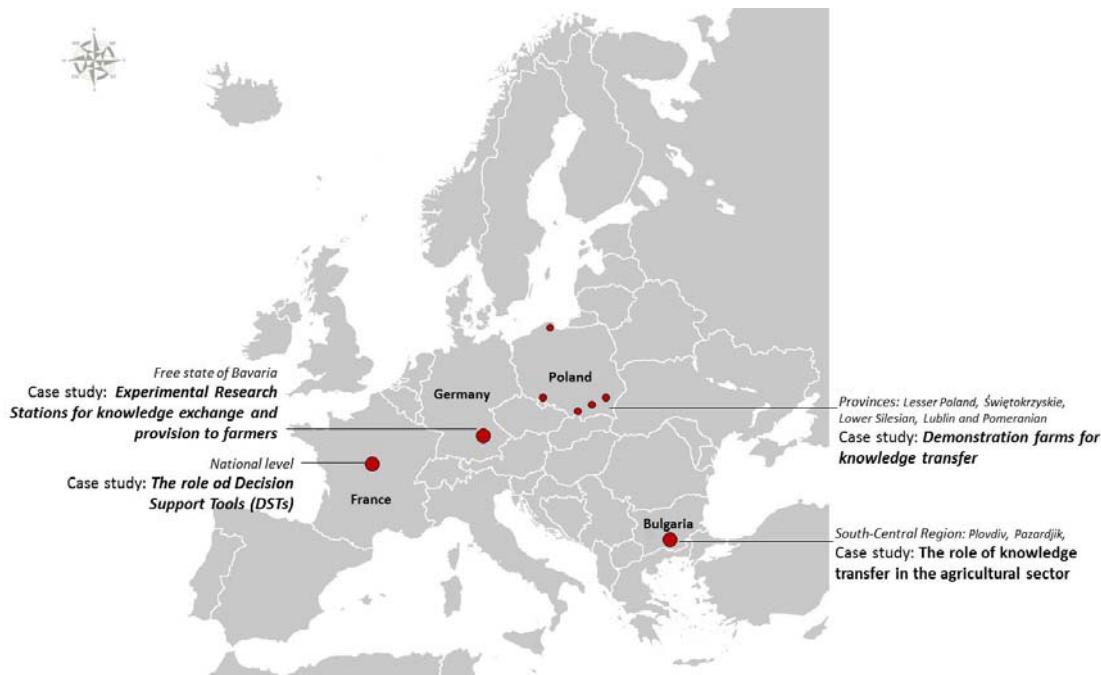 Free state of Bavaria
Case study: Experimental Research
Stations for knowledge exchange and
provision to farmers
National level
Case study: The role od Decision
Support Tools (DSTs)
Germany
Poland
France
Bulgaria
Provinces: Lesser Poland, Świętokrzyskie,
Lower Silesian, Lublin and Pomeranian
Case study: Demonstration farms for
knowledge transfer
South-Central Region: Plovdiv, Pazardjik,
Case study: The role of knowledge
transfer in the agricultural sector